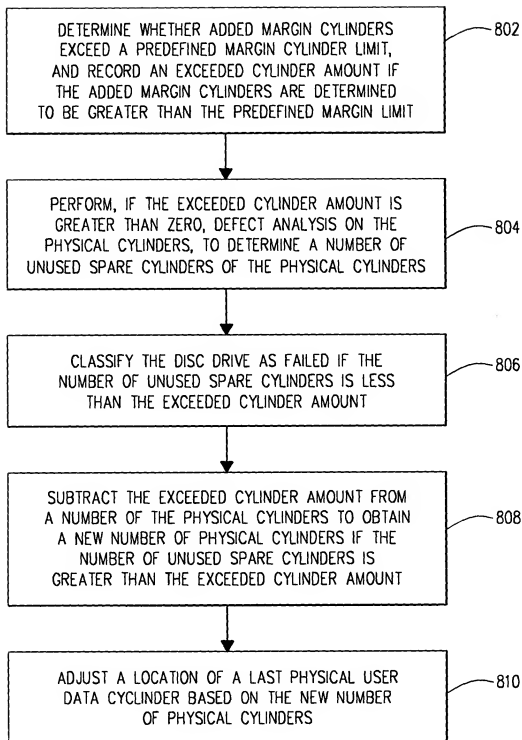 DETERMINE WHETHER ADDED MARGIN CYLINDERS
EXCEED A PREDEFINED MARGIN CYLINDER LIMIT,
AND RECORD AN EXCEEDED CYLINDER AMOUNT IF
THE ADDED MARGIN CYLINDERS ARE DETERMINED
TO BE GREATER THAN THE PREDEFINED MARGIN LIMIT
802
PERFORM, IF THE EXCEEDED CYLINDER AMOUNT IS
GREATER THAN ZERO, DEFECT ANALYSIS ON THE
PHYSICAL CYLINDERS, TO DETERMINE A NUMBER OF
UNUSED SPARE CYLINDERS OF THE PHYSICAL CYLINDERS
804
CLASSIFY THE DISC DRIVE AS FAILED IF THE
NUMBER OF UNUSED SPARE CYLINDERS IS LESS
THAN THE EXCEEDED CYLINDER AMOUNT
806
SUBTRACT THE EXCEEDED CYLINDER AMOUNT FROM
A NUMBER OF THE PHYSICAL CYLINDERS TO OBTAIN
A NEW NUMBER OF PHYSICAL CYLINDERS IF THE
NUMBER OF UNUSED SPARE CYLINDERS IS
GREATER THAN THE EXCEEDED CYLINDER AMOUNT
808
ADJUST A LOCATION OF A LAST PHYSICAL USER
DATA CYCLINDER BASED ON THE NEW NUMBER
OF PHYSICAL CYLINDERS
810